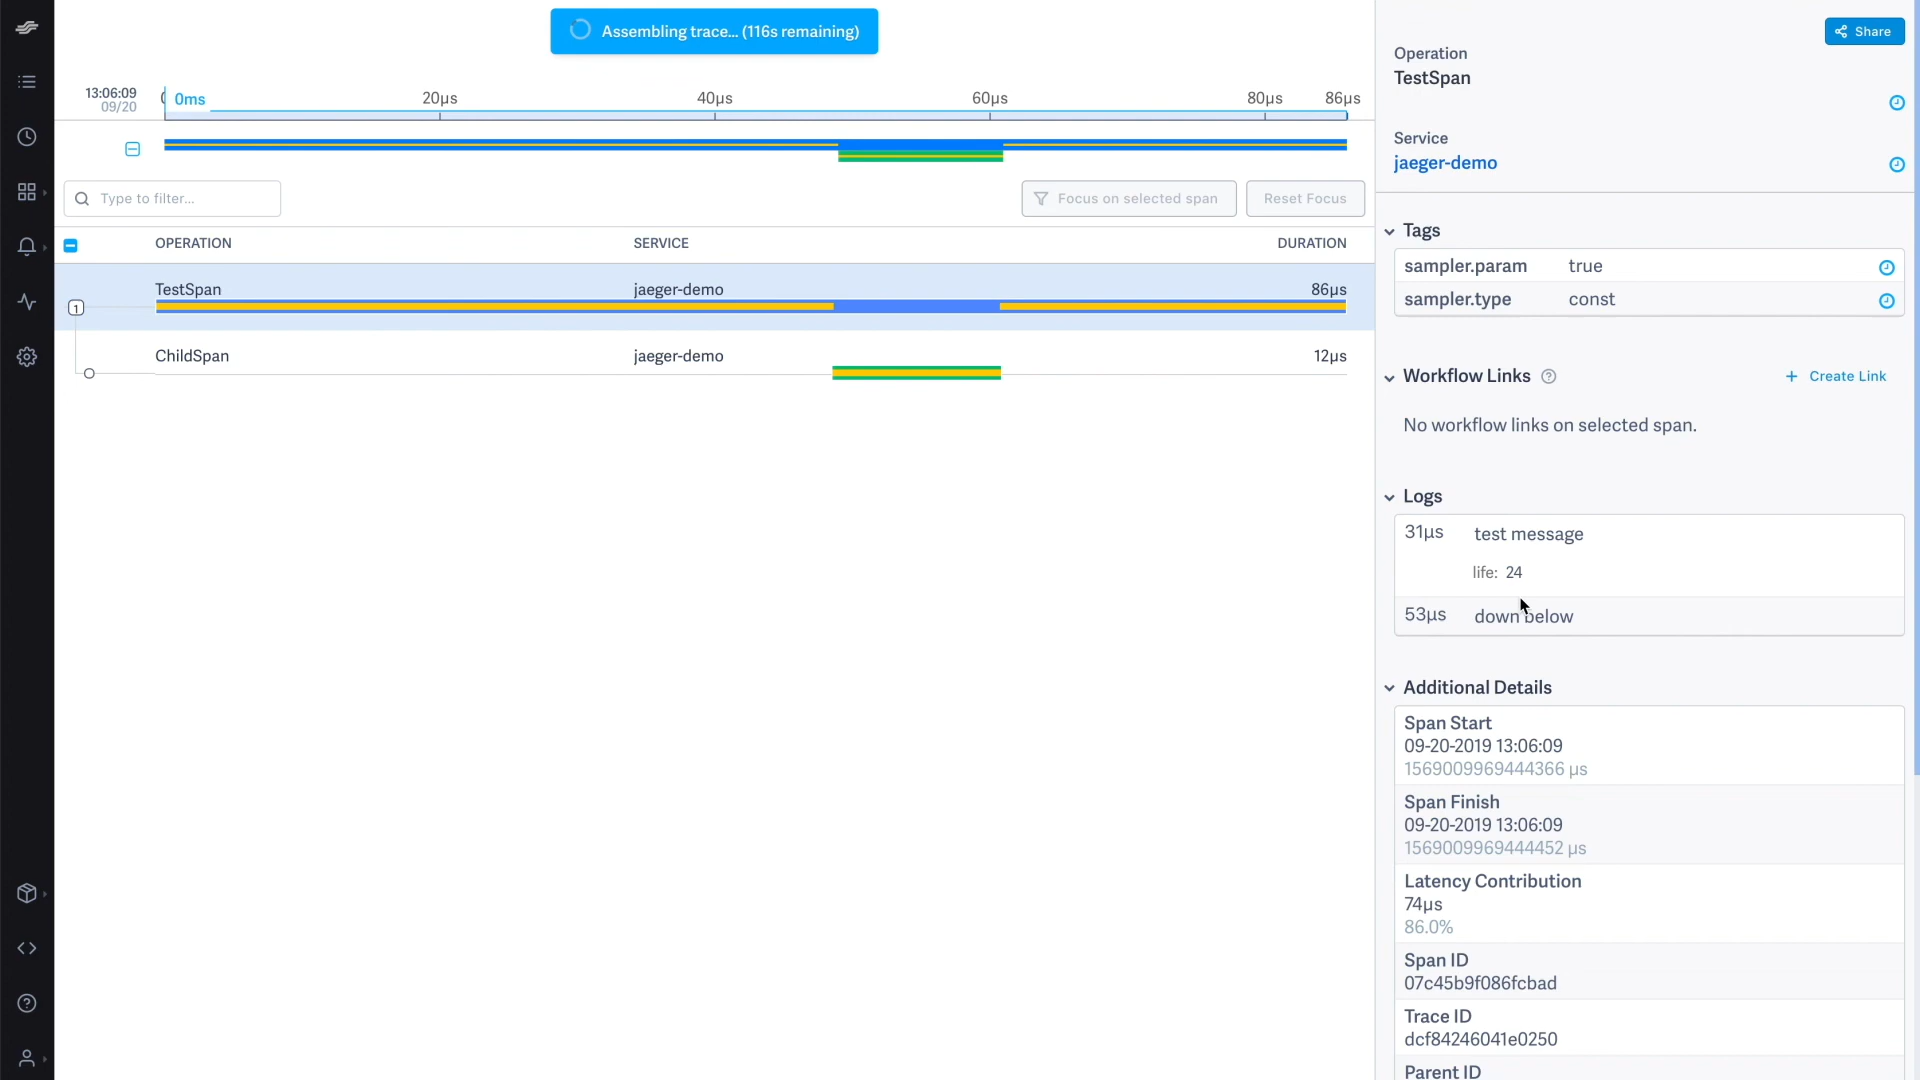 Assembling trace... (116s remaining)
13:06:09
09/20
0ms
20µs
40µs
60µs
80µs
86µs
Type to filter...
Focus on selected span
Reset Focus
OPERATION
SERVICE
DURATION
TestSpan
jaeger-demo
86µs
1
ChildSpan
jaeger-demo
12µs
Share
Operation
TestSpan
Service
jaeger-demo
Tags
sampler.param true
sampler.type const
Workflow Links ?
+ Create Link
No workflow links on selected span.
Logs
31µs test message
life: 24
53µs down below
Additional Details
Span Start
09-20-2019 13:06:09
1569009969444366 µs
Span Finish
09-20-2019 13:06:09
1569009969444452 µs
Latency Contribution
74µs
86.0%
Span ID
07c45b9f086fcbad
Trace ID
dcf84246041e0250
Parent ID